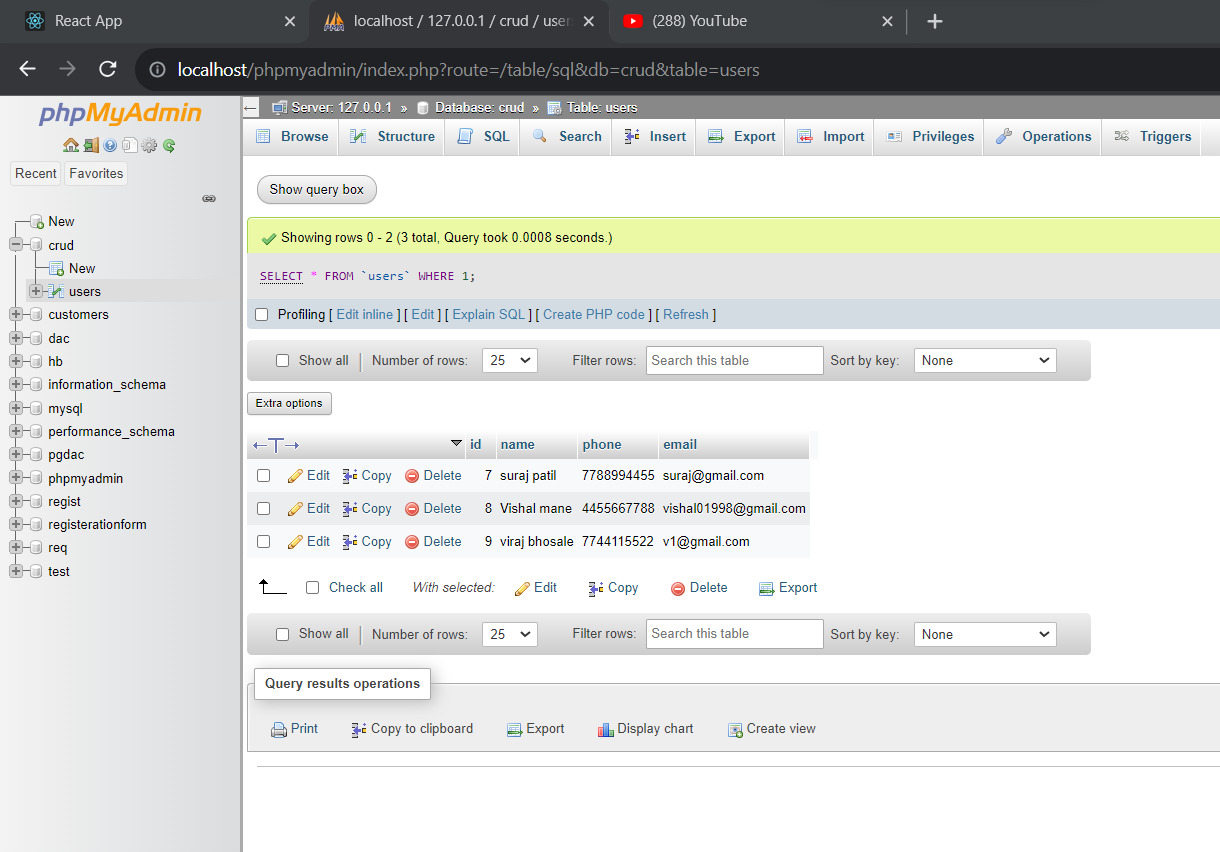 React App
localhost / 127.0.0.1 / crud / user
(288) YouTube
localhost/phpmyadmin/index.php?route=/table/sql&db=crud&table=users
phpMyAdmin
Recent Favorites
New
crud
New
users
customers
dac
hb
information_schema
mysql
performance_schema
pgdac
phpmyadmin
regist
registerationform
req
test
Server: 127.0.0.1 » Database: crud » Table: users
Browse Structure SQL Search Insert Export Import Privileges Operations Triggers
Show query box
Showing rows 0 - 2 (3 total, Query took 0.0008 seconds.)
SELECT * FROM `users` WHERE 1;
Profiling [ Edit inline ] [ Edit ] [ Explain SQL ] [ Create PHP code ] [ Refresh ]
Show all Number of rows: 25 Filter rows: Search this table Sort by key: None
Extra options
←T→ id name phone email
Edit Copy Delete 7 suraj patil 7788994455 suraj@gmail.com
Edit Copy Delete 8 Vishal mane 4455667788 vishal01998@gmail.com
Edit Copy Delete 9 viraj bhosale 7744115522 v1@gmail.com
Check all With selected: Edit Copy Delete Export
Show all Number of rows: 25 Filter rows: Search this table Sort by key: None
Query results operations
Print Copy to clipboard Export Display chart Create view